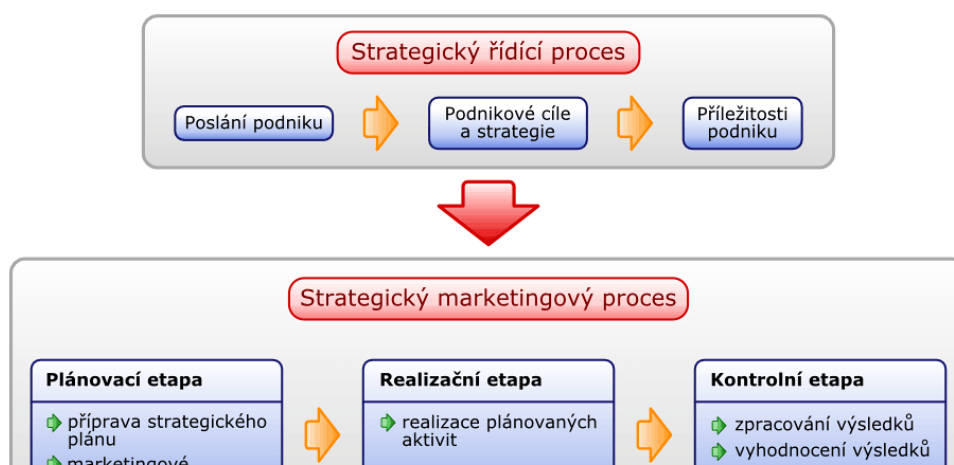 Strategický řídící proces
Poslání podniku
Podnikové cíle
a strategie
Příležitosti
podniku
Strategický marketingový proces
Plánovací etapa
příprava strategického
plánu
marketingové
Realizační etapa
realizace plánovaných
aktivit
Kontrolní etapa
zpracování výsledků
vyhodnocení výsledků